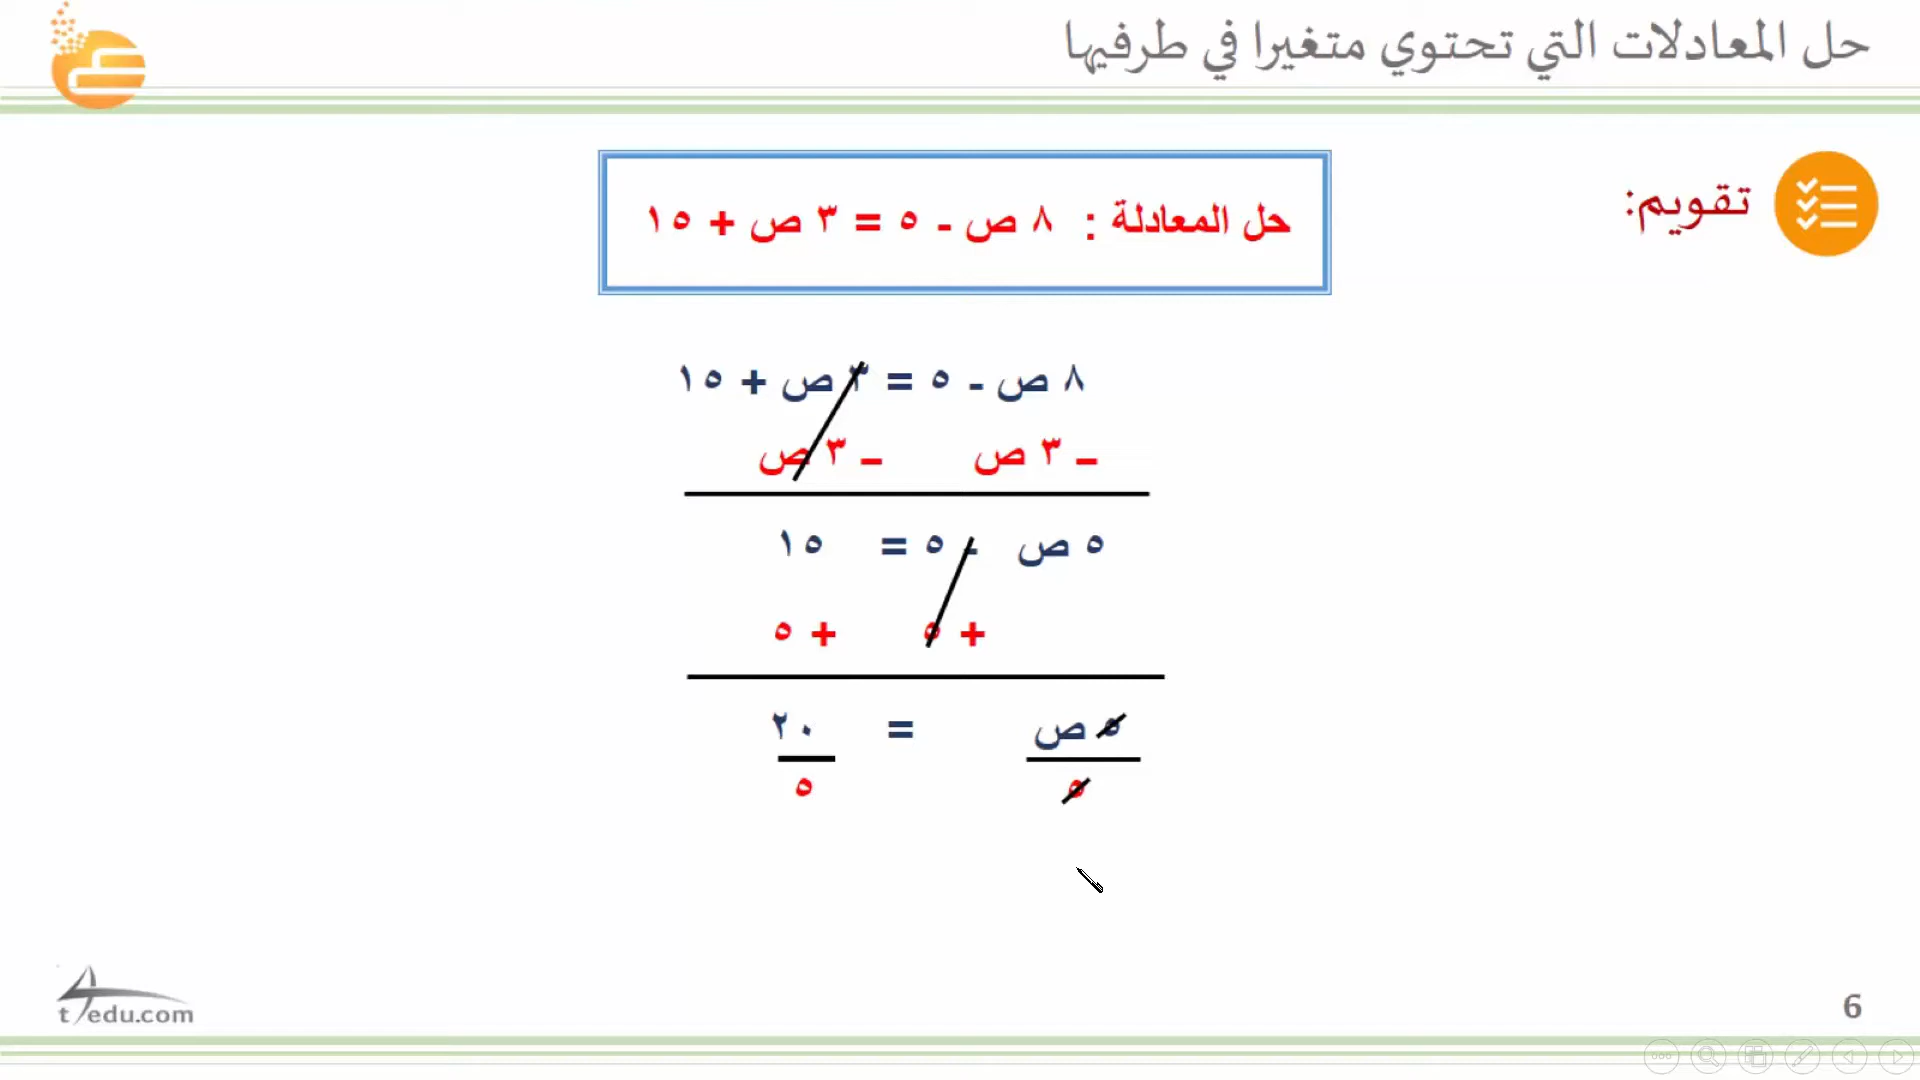 حل المعادلات التي تحتوي متغيرا في طرفيها
تقويم:
حل المعادلة : ٨ ص - ٥ = ٣ ص + ١٥
٨ ص - ٥ = ٣ ص + ١٥
– ٣ ص – ٣ ص
٥ ص - ٥ = ١٥
+ ٥ + ٥
٥ ص = ٢٠
٥ ٥
t4edu.com
6